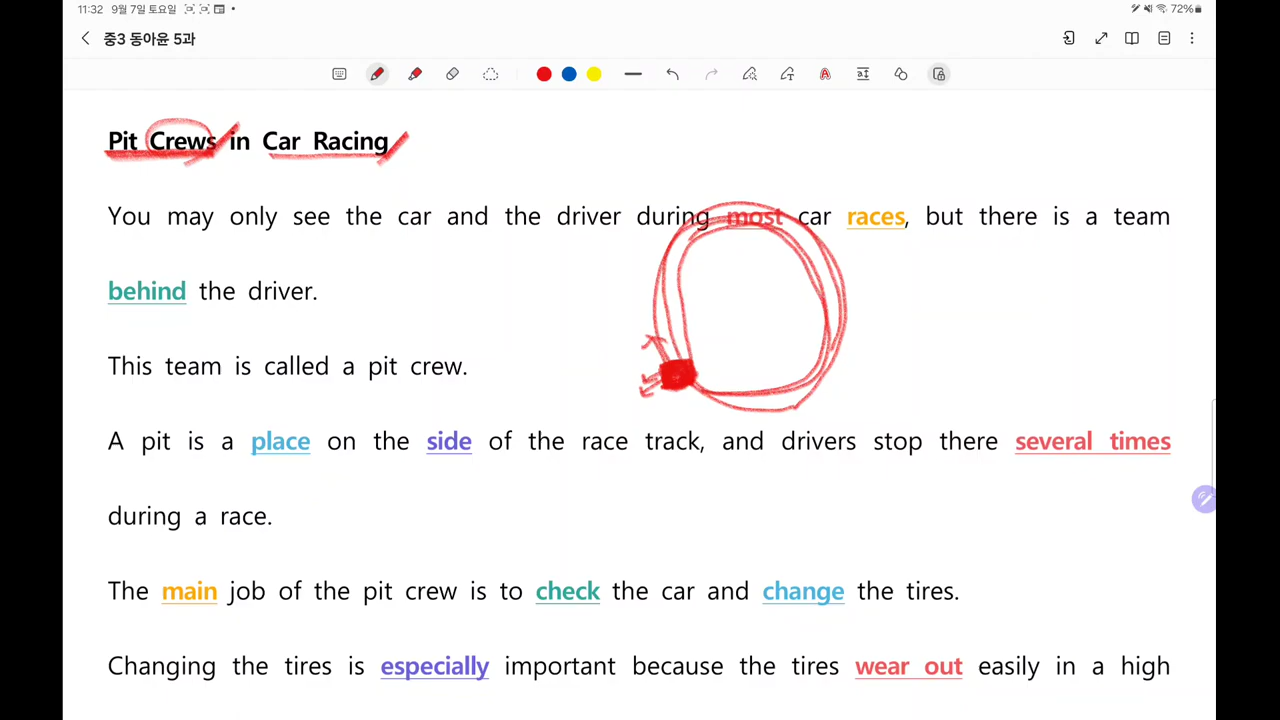 11:32 9월 7일 토요일 72%
중3 동아윤 5과
Pit Crews in Car Racing
You may only see the car and the driver during most car races, but there is a team
behind the driver.
This team is called a pit crew.
A pit is a place on the side of the race track, and drivers stop there several times
during a race.
The main job of the pit crew is to check the car and change the tires.
Changing the tires is especially important because the tires wear out easily in a high